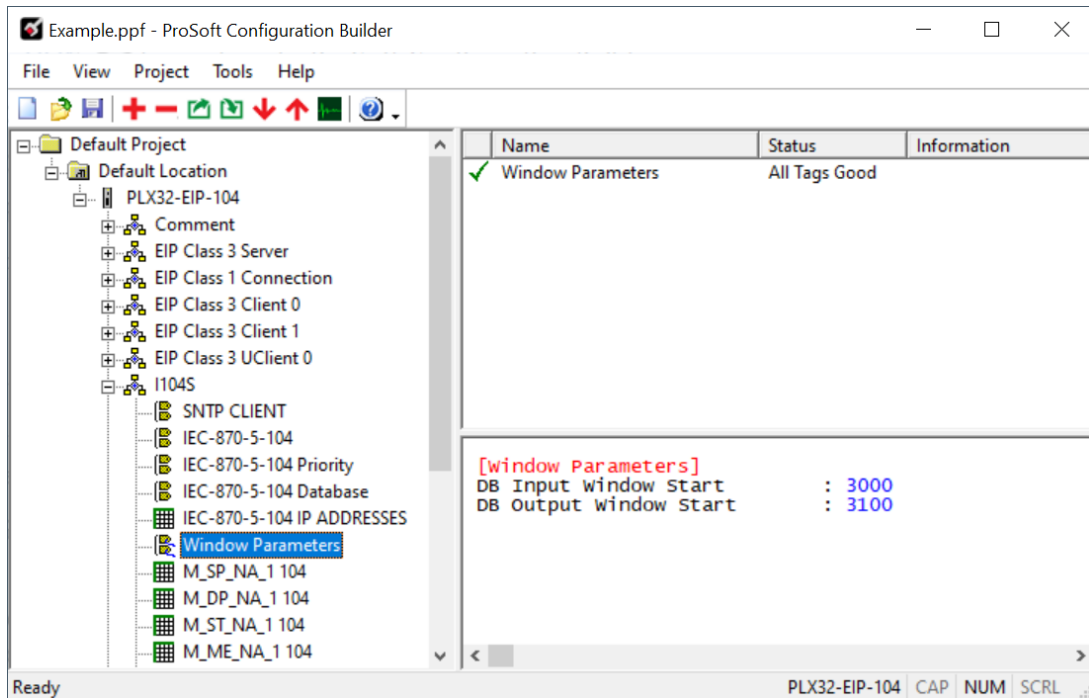 Example.ppf - ProSoft Configuration Builder
File View Project Tools Help
Default Project
Default Location
PLX32-EIP-104
Comment
EIP Class 3 Server
EIP Class 1 Connection
EIP Class 3 Client 0
EIP Class 3 Client 1
EIP Class 3 UClient 0
I104S
SNTP CLIENT
IEC-870-5-104
IEC-870-5-104 Priority
IEC-870-5-104 Database
IEC-870-5-104 IP ADDRESSES
Window Parameters
M_SP_NA_1 104
M_DP_NA_1 104
M_ST_NA_1 104
M_ME_NA_1 104
Name Status Information
Window Parameters All Tags Good
[Window Parameters]
DB Input Window Start : 3000
DB Output Window Start : 3100
Ready PLX32-EIP-104 CAP NUM SCRL